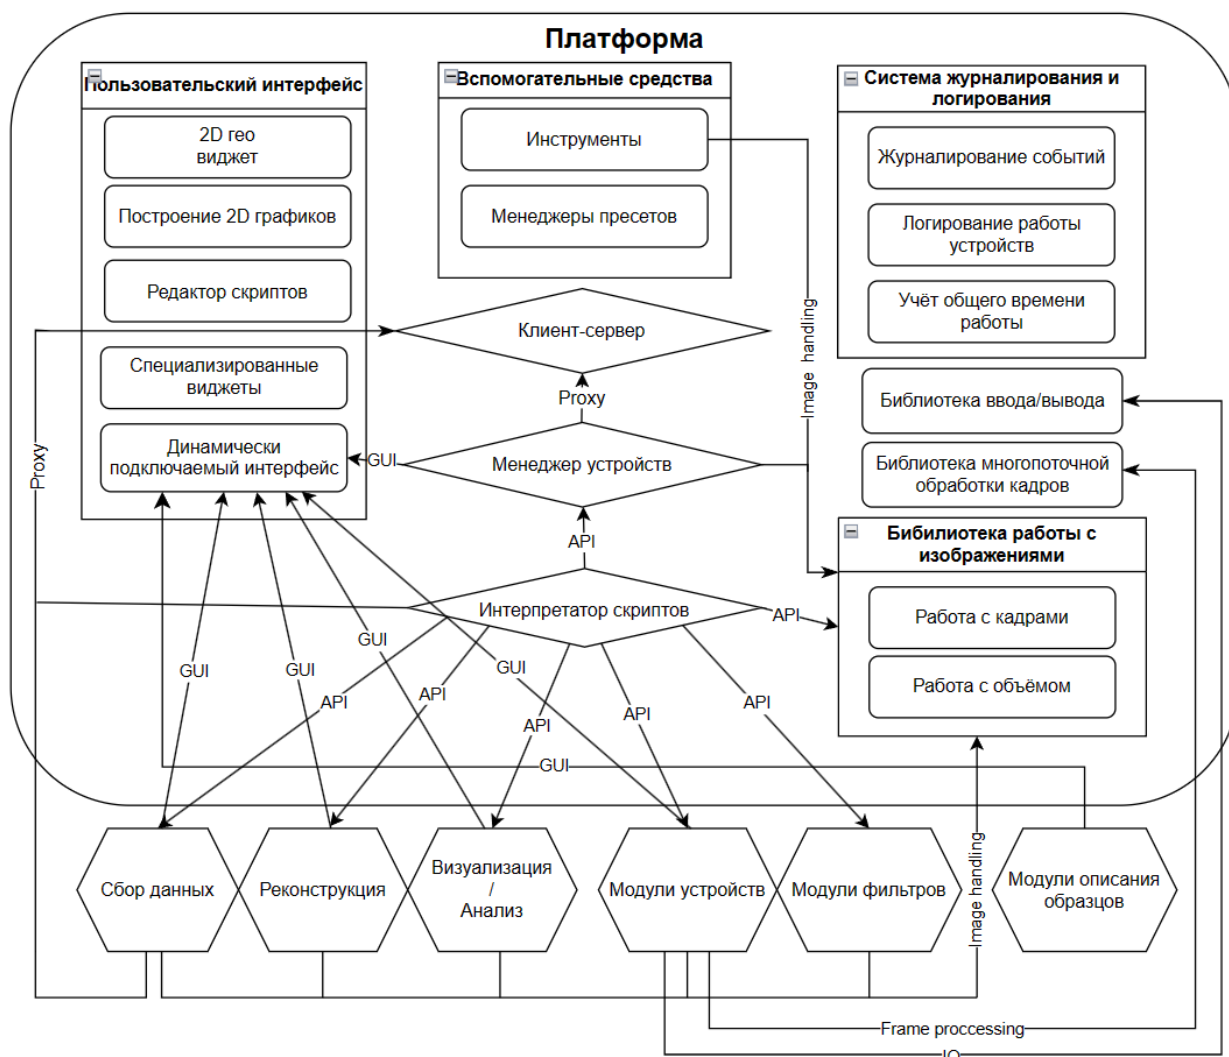 Платформа
Пользовательский интерфейс
2D гео
виджет
Построение 2D графиков
Редактор скриптов
Специализированные
виджеты
Динамически
подключаемый интерфейс
Вспомогательные средства
Инструменты
Менеджеры пресетов
Система журналирования и
логирования
Журналирование событий
Логирование работы
устройств
Учёт общего времени
работы
Клиент-сервер
Proxy
Менеджер устройств
GUI
API
Интерпретатор скриптов
API
Image handling
Библиотека ввода/вывода
Библиотека многопоточной
обработки кадров
Бибилиотека работы с
изображениями
Работа с кадрами
Работа с объёмом
Proxy
GUI
API
GUI
API
GUI
API
GUI
API
API
GUI
Сбор данных
Реконструкция
Визуализация
/
Анализ
Модули устройств
Модули фильтров
Image handling
Модули описания
образцов
Frame proccessing
IO